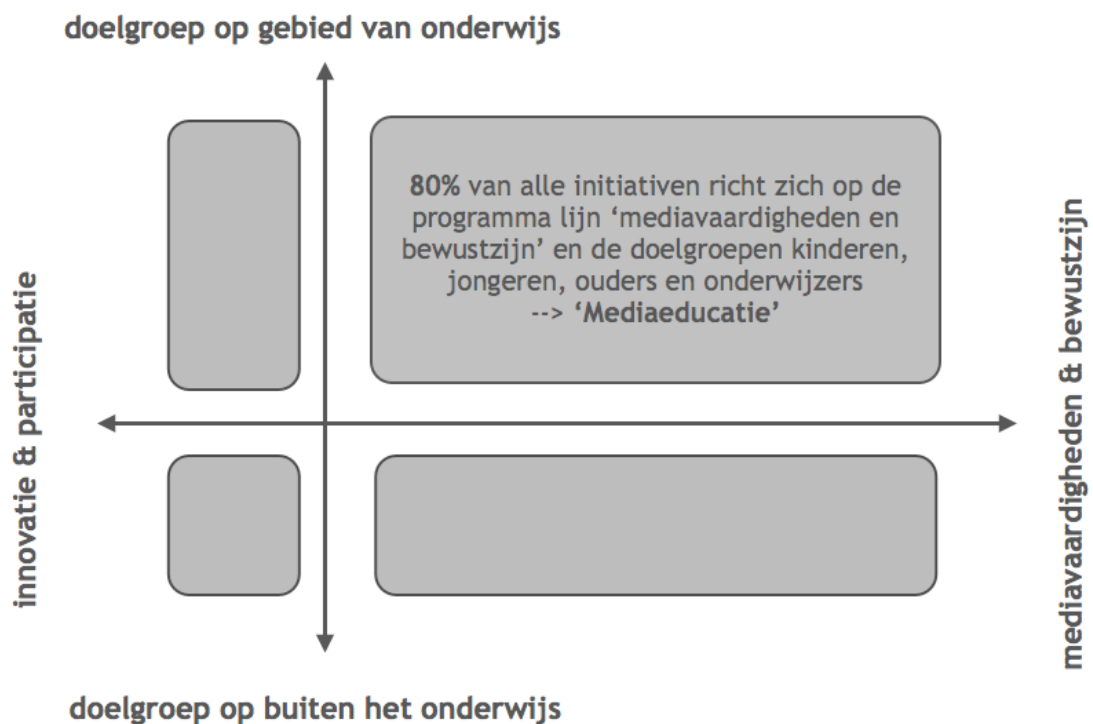 doelgroep op gebied van onderwijs
80% van alle initiativen richt zich op de
programma lijn ‘mediavaardigheden en
bewustzijn’ en de doelgroepen kinderen,
jongeren, ouders en onderwijzers
--> ‘Mediaeducatie’
innovatie & participatie
mediavaardigheden & bewustzijn
doelgroep op buiten het onderwijs